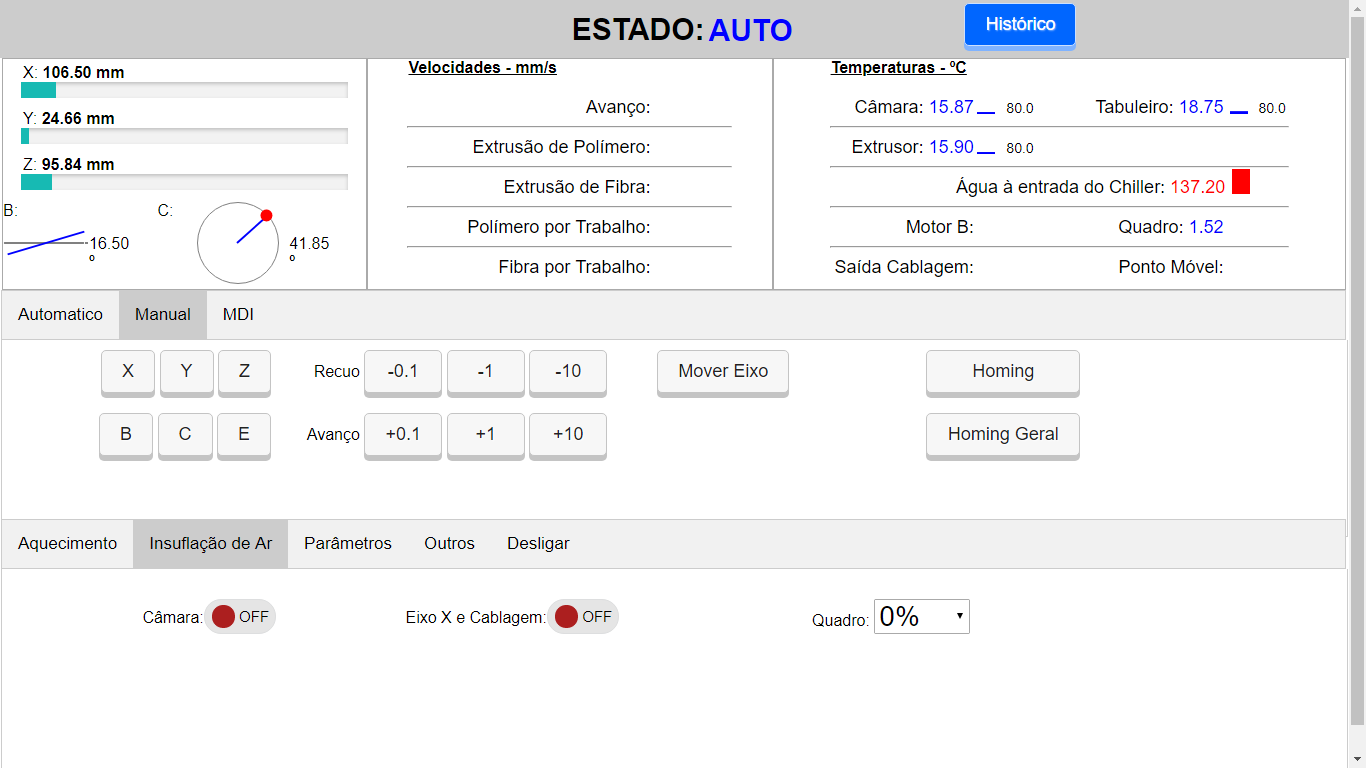 ESTADO: AUTO
Histórico
X: 106.50 mm
Y: 24.66 mm
Z: 95.84 mm
B:
16.50
º
C:
41.85
º
Velocidades - mm/s
Avanço:
Extrusão de Polímero:
Extrusão de Fibra:
Polímero por Trabalho:
Fibra por Trabalho:
Temperaturas - ºC
Câmara: 15.87 80.0 Tabuleiro: 18.75 80.0
Extrusor: 15.90 80.0
Água à entrada do Chiller: 137.20
Motor B: Quadro: 1.52
Saída Cablagem: Ponto Móvel:
Automatico Manual MDI
X Y Z Recuo -0.1 -1 -10 Mover Eixo Homing
B C E Avanço +0.1 +1 +10 Homing Geral
Aquecimento Insuflação de Ar Parâmetros Outros Desligar
Câmara: OFF Eixo X e Cablagem: OFF Quadro: 0%